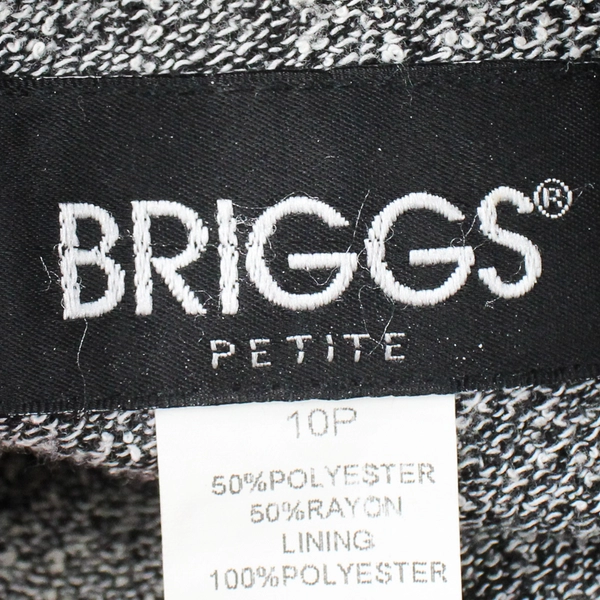 BRIGGS®
PETITE
10P
50%POLYESTER
50%RAYON
LINING
100%POLYESTER